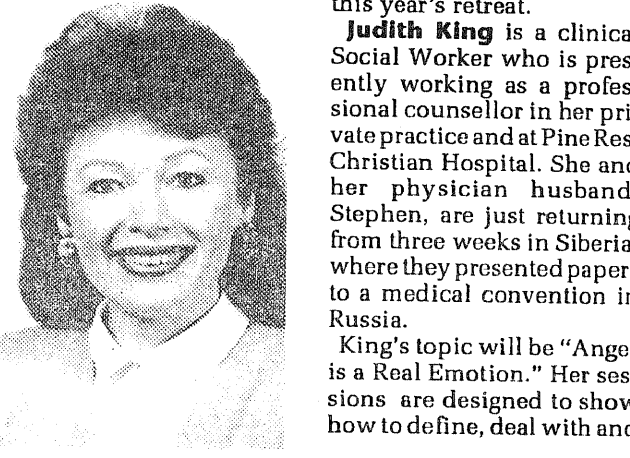 this year's retreat.
Judith King is a clinica
Social Worker who is pres
ently working as a profes
sional counsellor in her pri
vate practice and at Pine Res
Christian Hospital. She and
her physician husband
Stephen, are just returning
from three weeks in Siberia
where they presented paper
to a medical convention in
Russia.
King's topic will be "Ange
is a Real Emotion." Her ses
sions are designed to show
how to define, deal with and